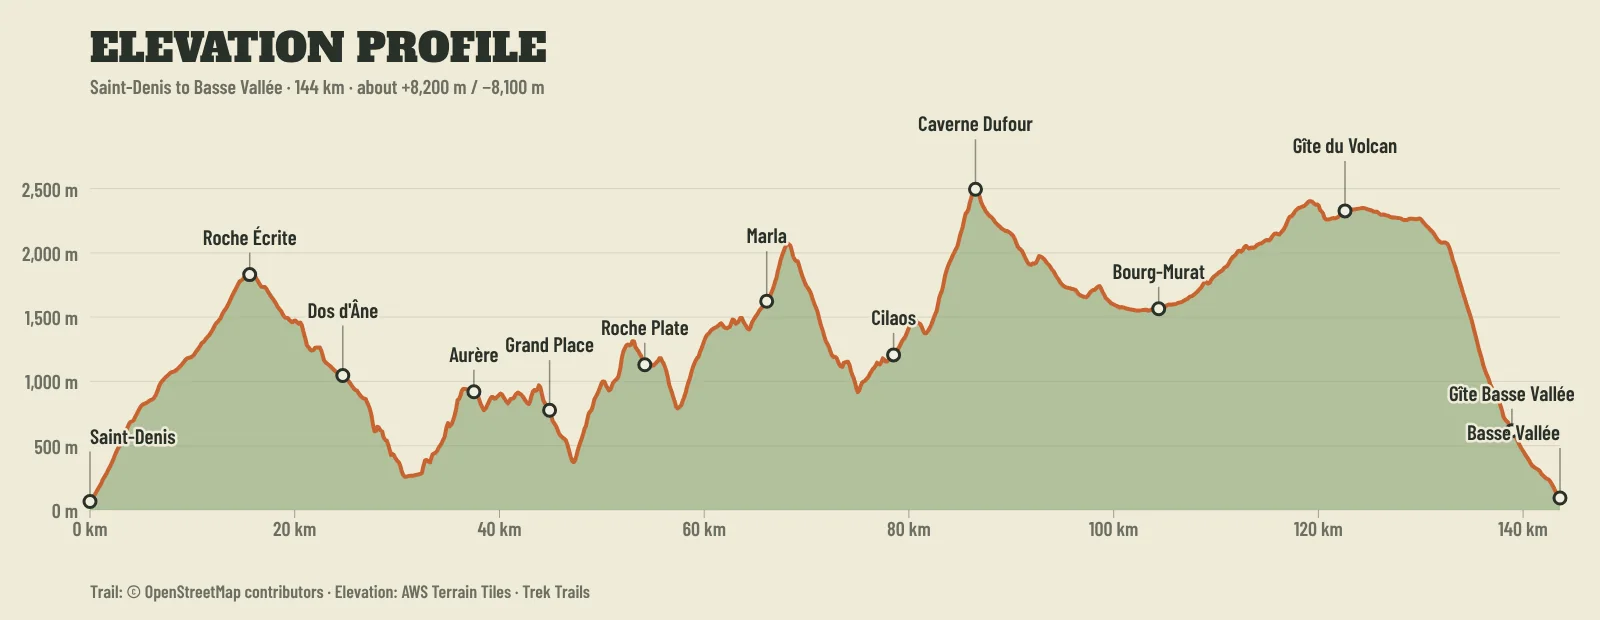 ELEVATION PROFILE
Saint-Denis to Basse Vallée · 144 km · about +8,200 m / −8,100 m
Caverne Dufour
Gîte du Volcan
2,500 m
Roche Écrite
Marla
2,000 m
Bourg-Murat
Dos d'Âne
1,500 m
Cilaos
Roche Plate
Grand Place
Aurère
1,000 m
Gîte Basse Vallée
Basse Vallée
Saint-Denis
500 m
0 m
0 km 20 km 40 km 60 km 80 km 100 km 120 km 140 km
Trail: © OpenStreetMap contributors · Elevation: AWS Terrain Tiles · Trek Trails